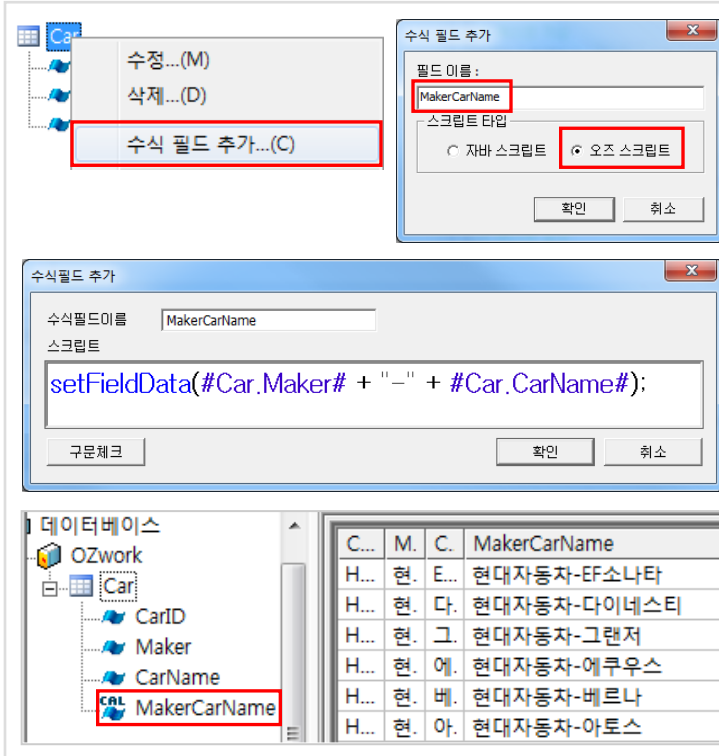 Car
수정...(M)
삭제...(D)
수식 필드 추가...(C)
수식 필드 추가
필드 이름 :
MakerCarName
스크립트 타입
자바 스크립트
오즈 스크립트
확인
취소
수식필드 추가
수식필드이름
MakerCarName
스크립트
setFieldData(#Car.Maker# + "-" + #Car.CarName#);
구문체크
확인
취소
데이터베이스
OZwork
Car
CarID
Maker
CarName
CAL
MakerCarName
C... M. C. MakerCarName
H... 현. E... 현대자동차-EF소나타
H... 현. 다. 현대자동차-다이네스티
H... 현. 그. 현대자동차-그랜저
H... 현. 에. 현대자동차-에쿠우스
H... 현. 베. 현대자동차-베르나
H... 현. 아. 현대자동차-아토스